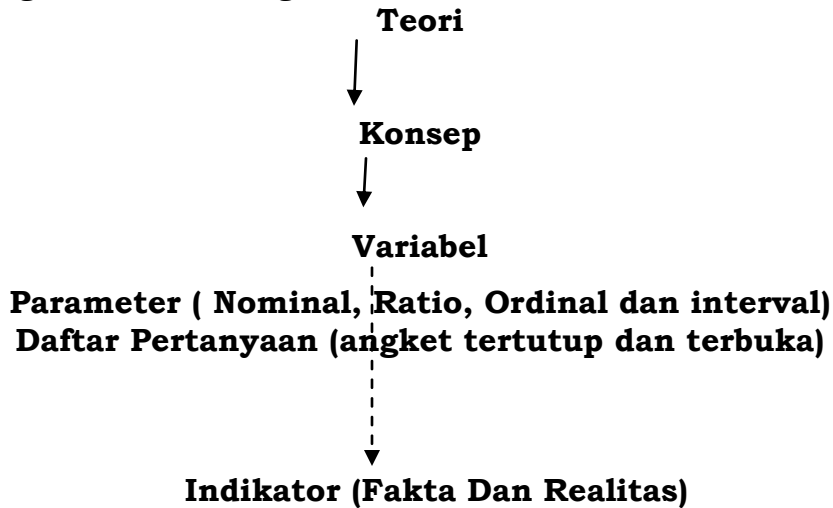 Teori
Konsep
Variabel
Parameter ( Nominal, Ratio, Ordinal dan interval)
Daftar Pertanyaan (angket tertutup dan terbuka)
Indikator (Fakta Dan Realitas)